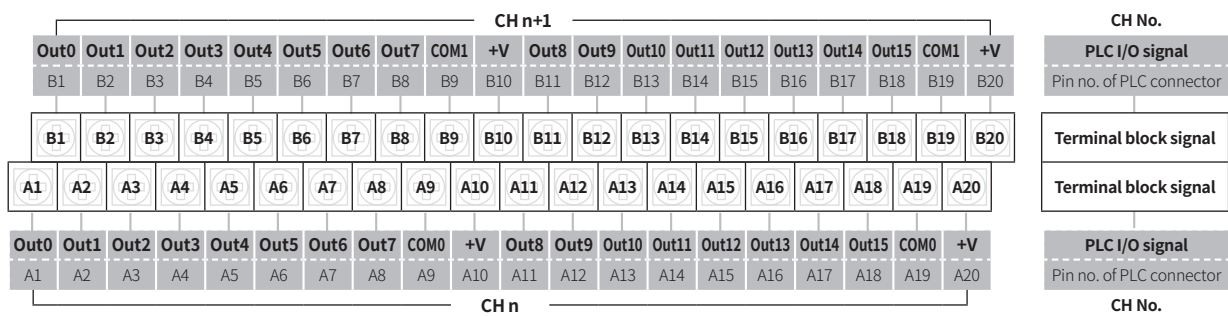 CH n+1 CH No.
Out0 Out1 Out2 Out3 Out4 Out5 Out6 Out7 COM1 +V Out8 Out9 Out10 Out11 Out12 Out13 Out14 Out15 COM1 +V PLC I/O signal
B1 B2 B3 B4 B5 B6 B7 B8 B9 B10 B11 B12 B13 B14 B15 B16 B17 B18 B19 B20 Pin no. of PLC connector
B1 B2 B3 B4 B5 B6 B7 B8 B9 B10 B11 B12 B13 B14 B15 B16 B17 B18 B19 B20 Terminal block signal
A1 A2 A3 A4 A5 A6 A7 A8 A9 A10 A11 A12 A13 A14 A15 A16 A17 A18 A19 A20 Terminal block signal
Out0 Out1 Out2 Out3 Out4 Out5 Out6 Out7 COM0 +V Out8 Out9 Out10 Out11 Out12 Out13 Out14 Out15 COM0 +V PLC I/O signal
A1 A2 A3 A4 A5 A6 A7 A8 A9 A10 A11 A12 A13 A14 A15 A16 A17 A18 A19 A20 Pin no. of PLC connector
CH n CH No.